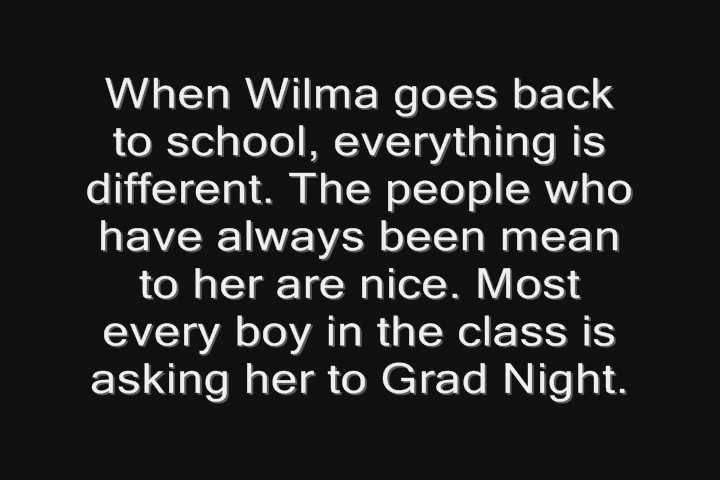 When Wilma goes back
to school, everything is
different. The people who
have always been mean
to her are nice. Most
every boy in the class is
asking her to Grad Night.